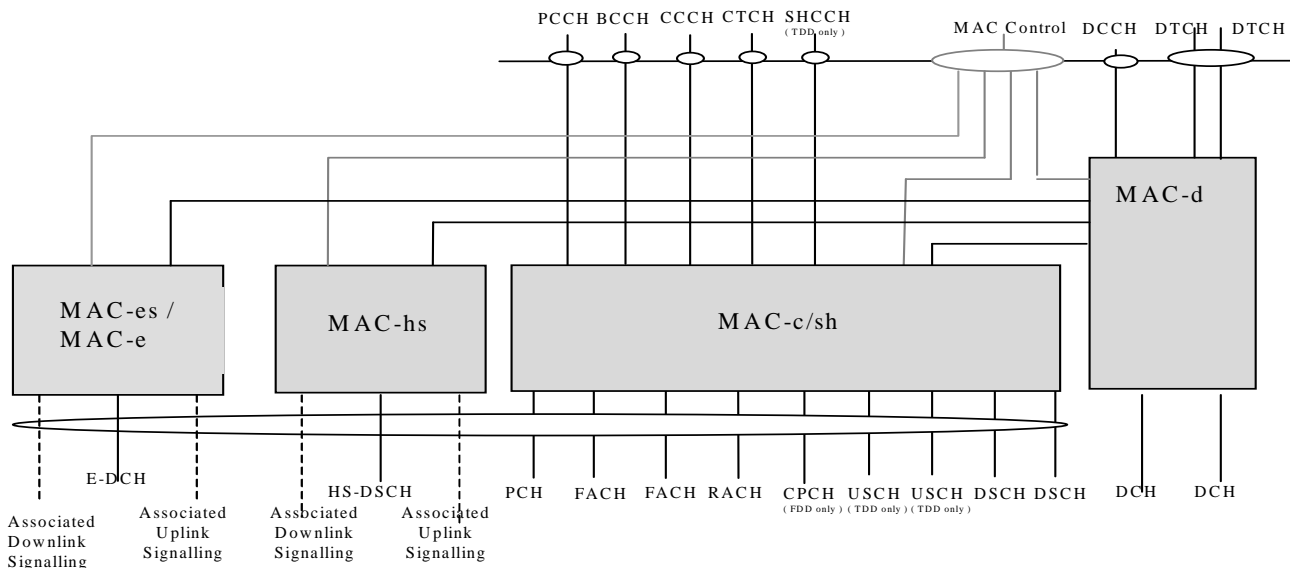 PCCH BCCH CCCH CTCH SHCCH MAC Control DCCH DTCH DTCH
( TDD only )
MAC-d
MAC-es /
MAC-e
MAC-hs
MAC-c/sh
E-DCH
HS-DSCH
PCH FACH FACH RACH CPCH USCH USCH DSCH DSCH DCH DCH
( FDD only ) ( TDD only ) ( TDD only )
Associated
Downlink
Signalling
Associated
Uplink
Signalling
Associated
Downlink
Signalling
Associated
Uplink
Signalling